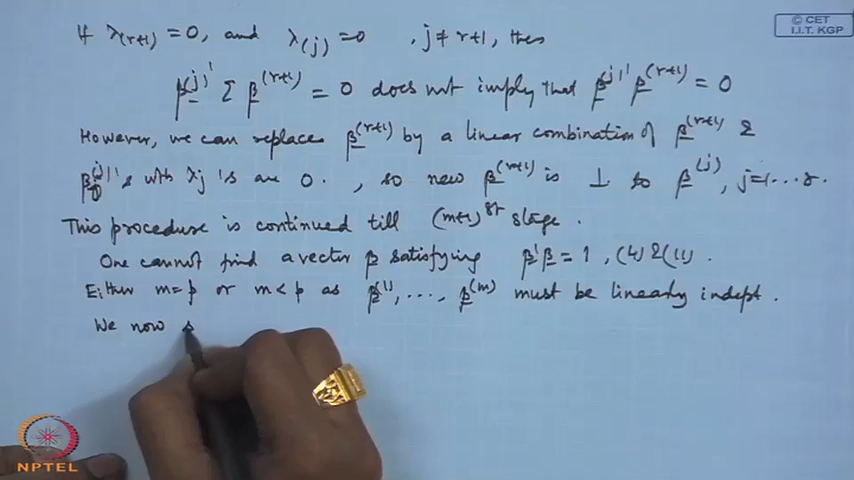 © CET
I.I.T. KGP
If λ(r+1) = 0, and λ(j) = 0 , j ≠ r+1, then
β(j)' Σ β(r+1) = 0 does not imply that β(j)' β(r+1) = 0
However, we can replace β(r+1) by a linear combination of β(r+1) &
β(j)'s with λj's are 0. , so new β(r+1) is ⊥ to β(j), j=1...r.
This procedure is continued till (m+1)st stage.
One cannot find a vector β satisfying β'β = 1, (4) & (11).
Either m=p or m<p as β(1), ..., β(m) must be linearly indept.
We now s
NPTEL